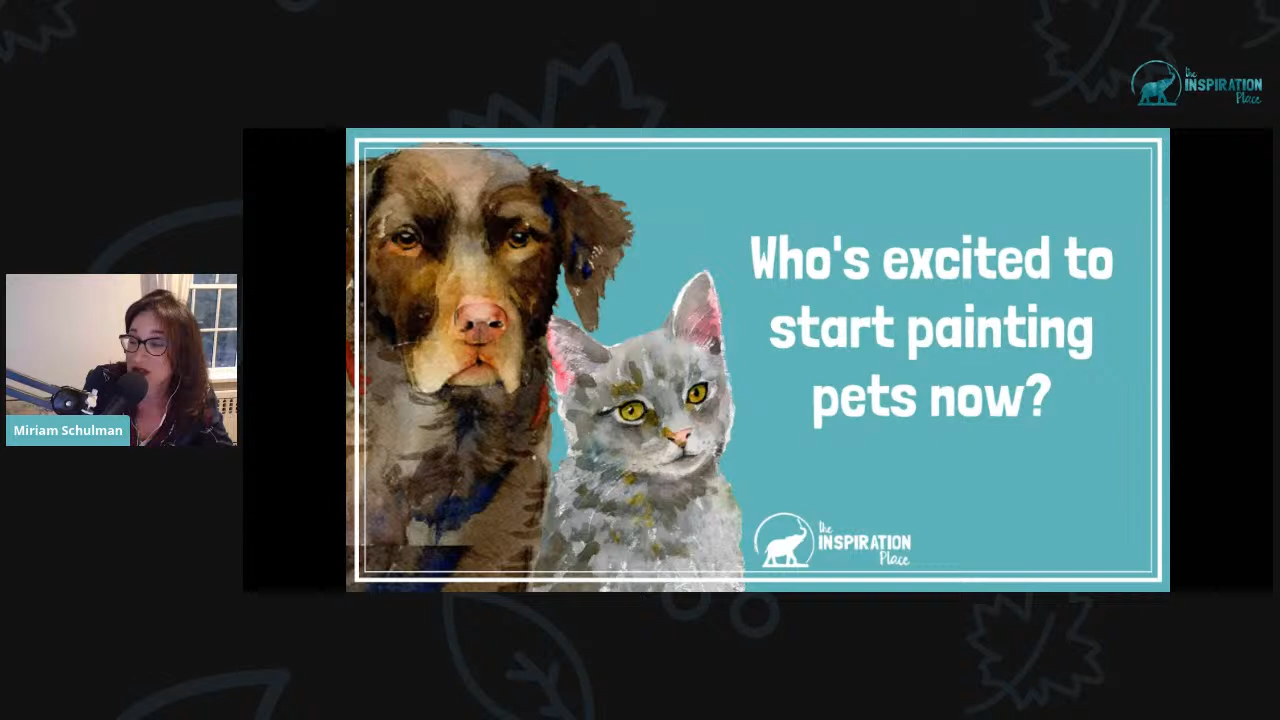 the
INSPIRATION
Place
Who's excited to
start painting
pets now?
Miriam Schulman
the
INSPIRATION
Place